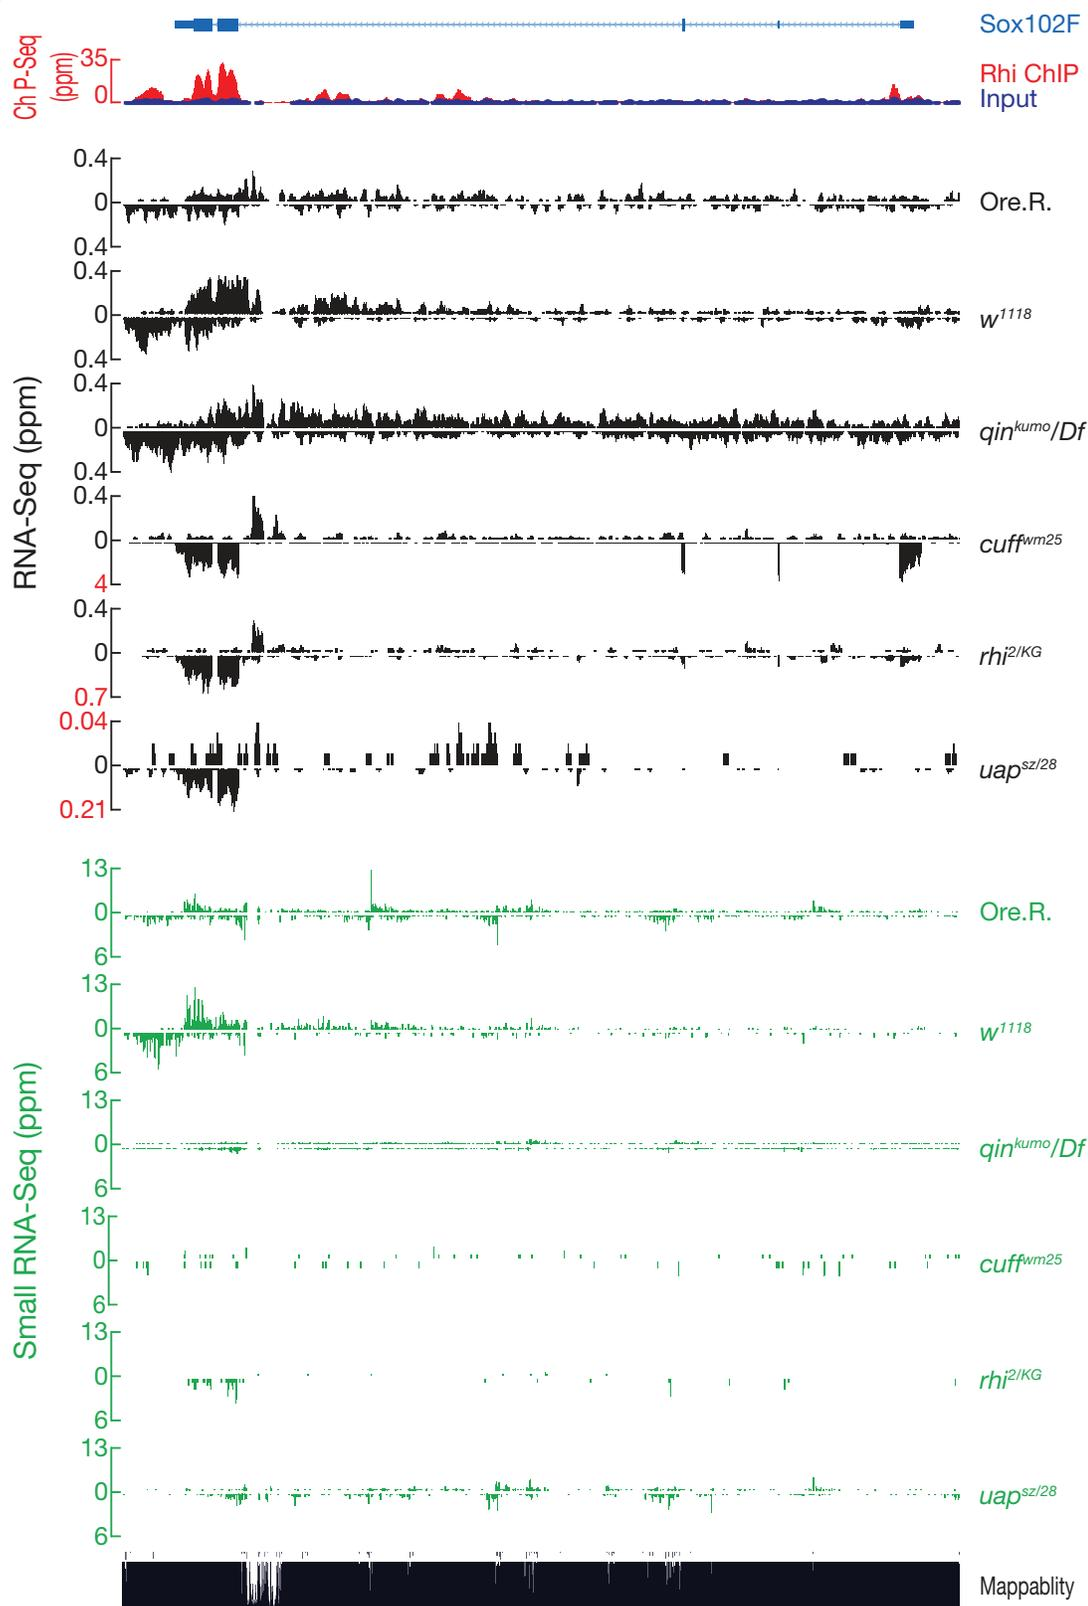 Sox102F
Ch P-Seq
(ppm)
35
0
Rhi ChIP
Input
RNA-Seq (ppm)
0.4
0
0.4
Ore.R.
0.4
0
0.4
w1118
0.4
0
0.4
qinkumo/Df
0.4
0
4
cuffwm25
0.4
0
0.7
rhi2/KG
0.04
0
0.21
uapsz/28
Small RNA-Seq (ppm)
13
0
6
Ore.R.
13
0
6
w1118
13
0
6
qinkumo/Df
13
0
6
cuffwm25
13
0
6
rhi2/KG
13
0
6
uapsz/28
Mappablity